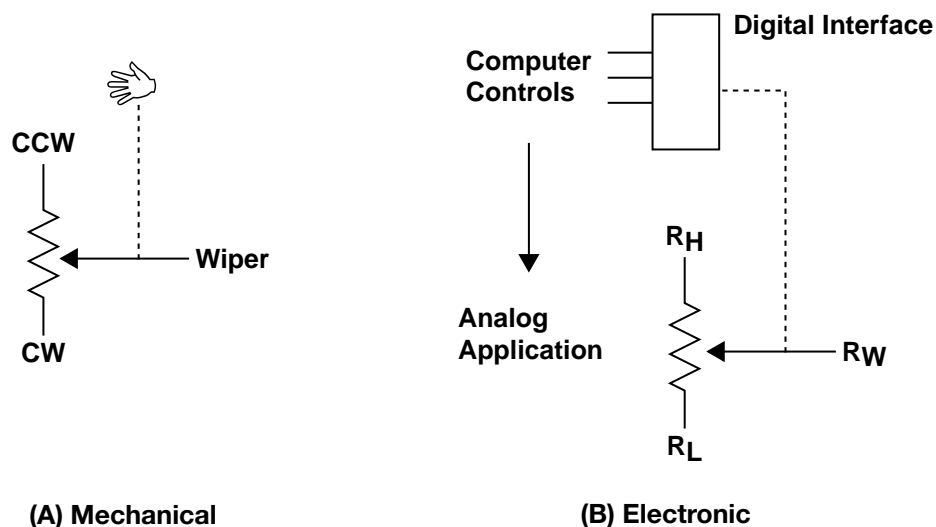 CCW
Wiper
CW
(A) Mechanical
Digital Interface
Computer
Controls
Analog
Application
RH
RW
RL
(B) Electronic